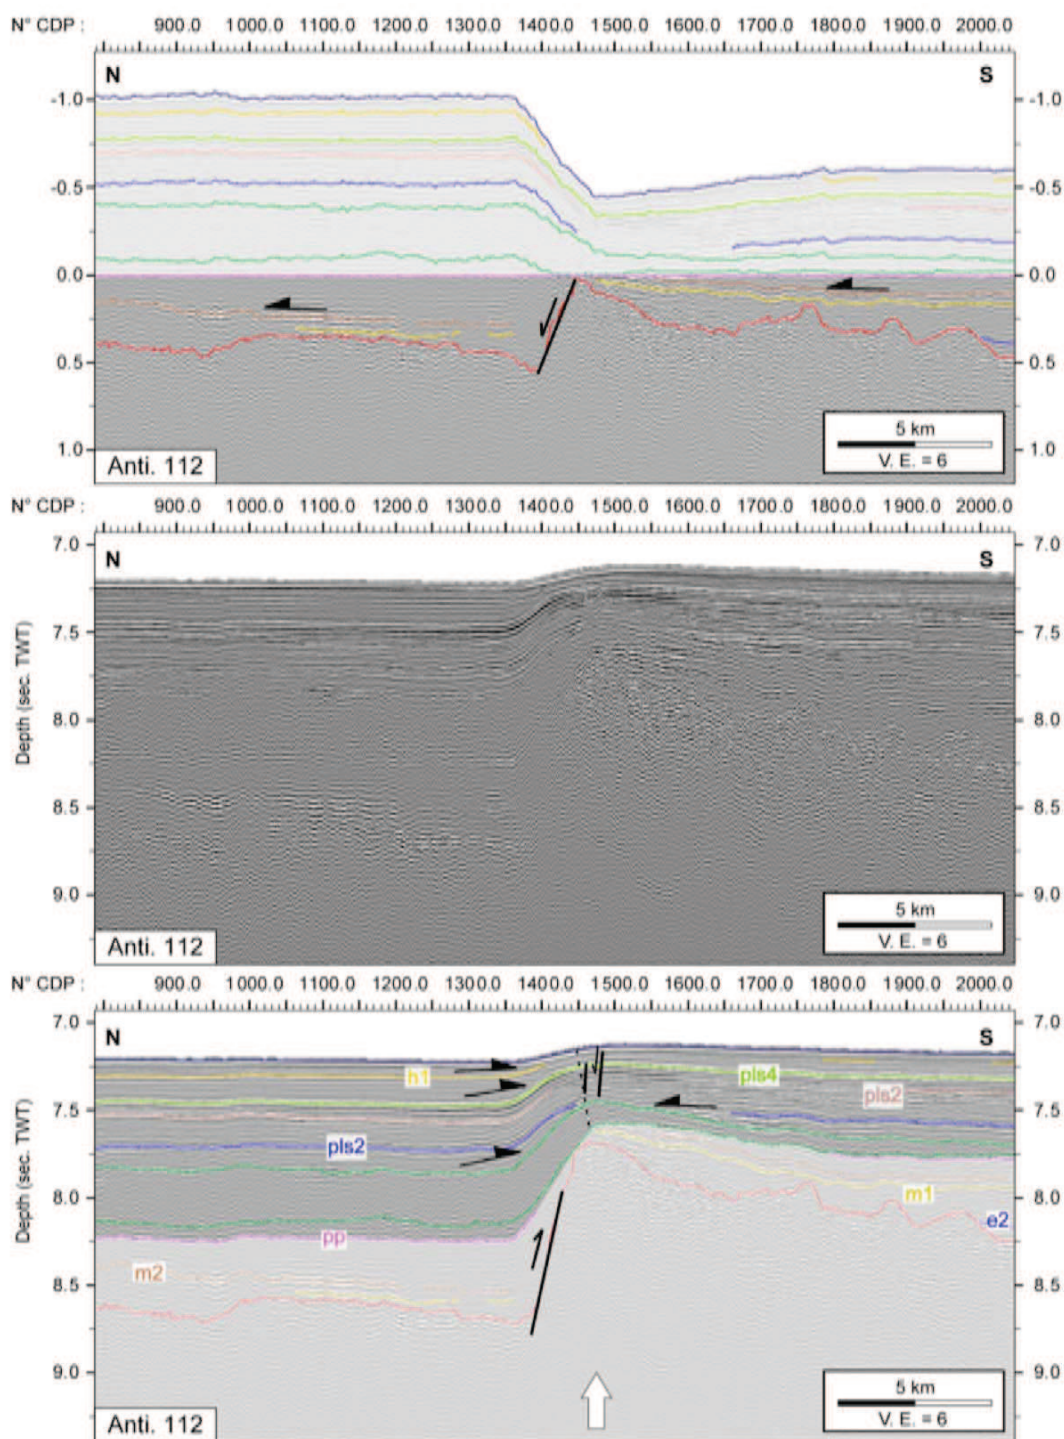 N° CDP : 900.0 1000.0 1100.0 1200.0 1300.0 1400.0 1500.0 1600.0 1700.0 1800.0 1900.0 2000.0
N S
-1.0 -1.0
-0.5 -0.5
0.0 0.0
0.5 0.5
5 km
1.0 1.0
V. E. = 6
Anti. 112
N° CDP : 900.0 1000.0 1100.0 1200.0 1300.0 1400.0 1500.0 1600.0 1700.0 1800.0 1900.0 2000.0
7.0 7.0
N S
7.5 7.5
Depth (sec. TWT)
8.0 8.0
8.5 8.5
9.0 9.0
5 km
V. E. = 6
Anti. 112
N° CDP : 900.0 1000.0 1100.0 1200.0 1300.0 1400.0 1500.0 1600.0 1700.0 1800.0 1900.0 2000.0
7.0 7.0
N S
h1 pls4
pls2
7.5 7.5
pls2
Depth (sec. TWT)
8.0 m1 8.0
pp e2
m2
8.5 8.5
9.0 9.0
5 km
V. E. = 6
Anti. 112